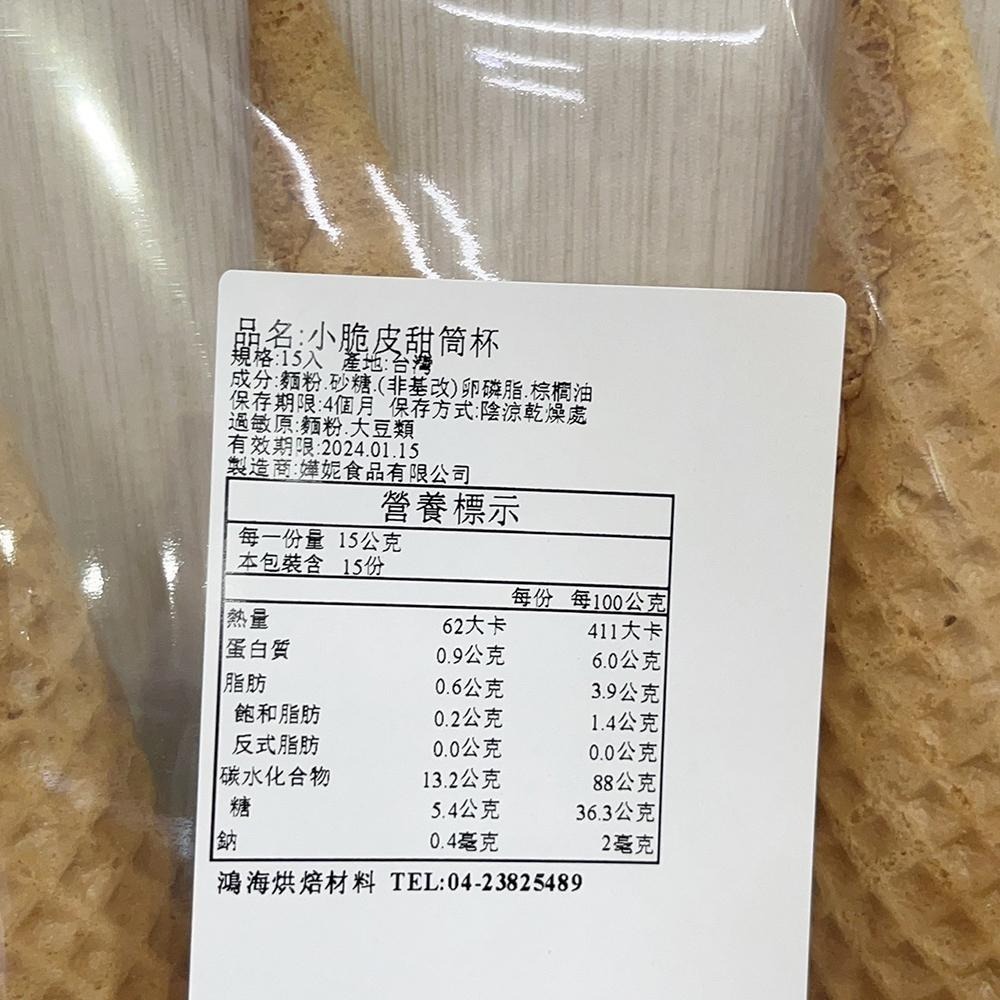 品名:小脆皮甜筒杯
規格:15入 產地:台灣
成分:麵粉.砂糖.(非基改)卵磷脂.棕櫚油
保存期限:4個月 保存方式:陰涼乾燥處
過敏原:麵粉.大豆類
有效期限:2024.01.15
製造商:嬅妮食品有限公司
營養標示
每一份量 15公克
本包裝含 15份
每份 每100公克
熱量 62大卡 411大卡
蛋白質 0.9公克 6.0公克
脂肪 0.6公克 3.9公克
飽和脂肪 0.2公克 1.4公克
反式脂肪 0.0公克 0.0公克
碳水化合物 13.2公克 88公克
糖 5.4公克 36.3公克
鈉 0.4毫克 2毫克
鴻海烘焙材料 TEL:04-23825489